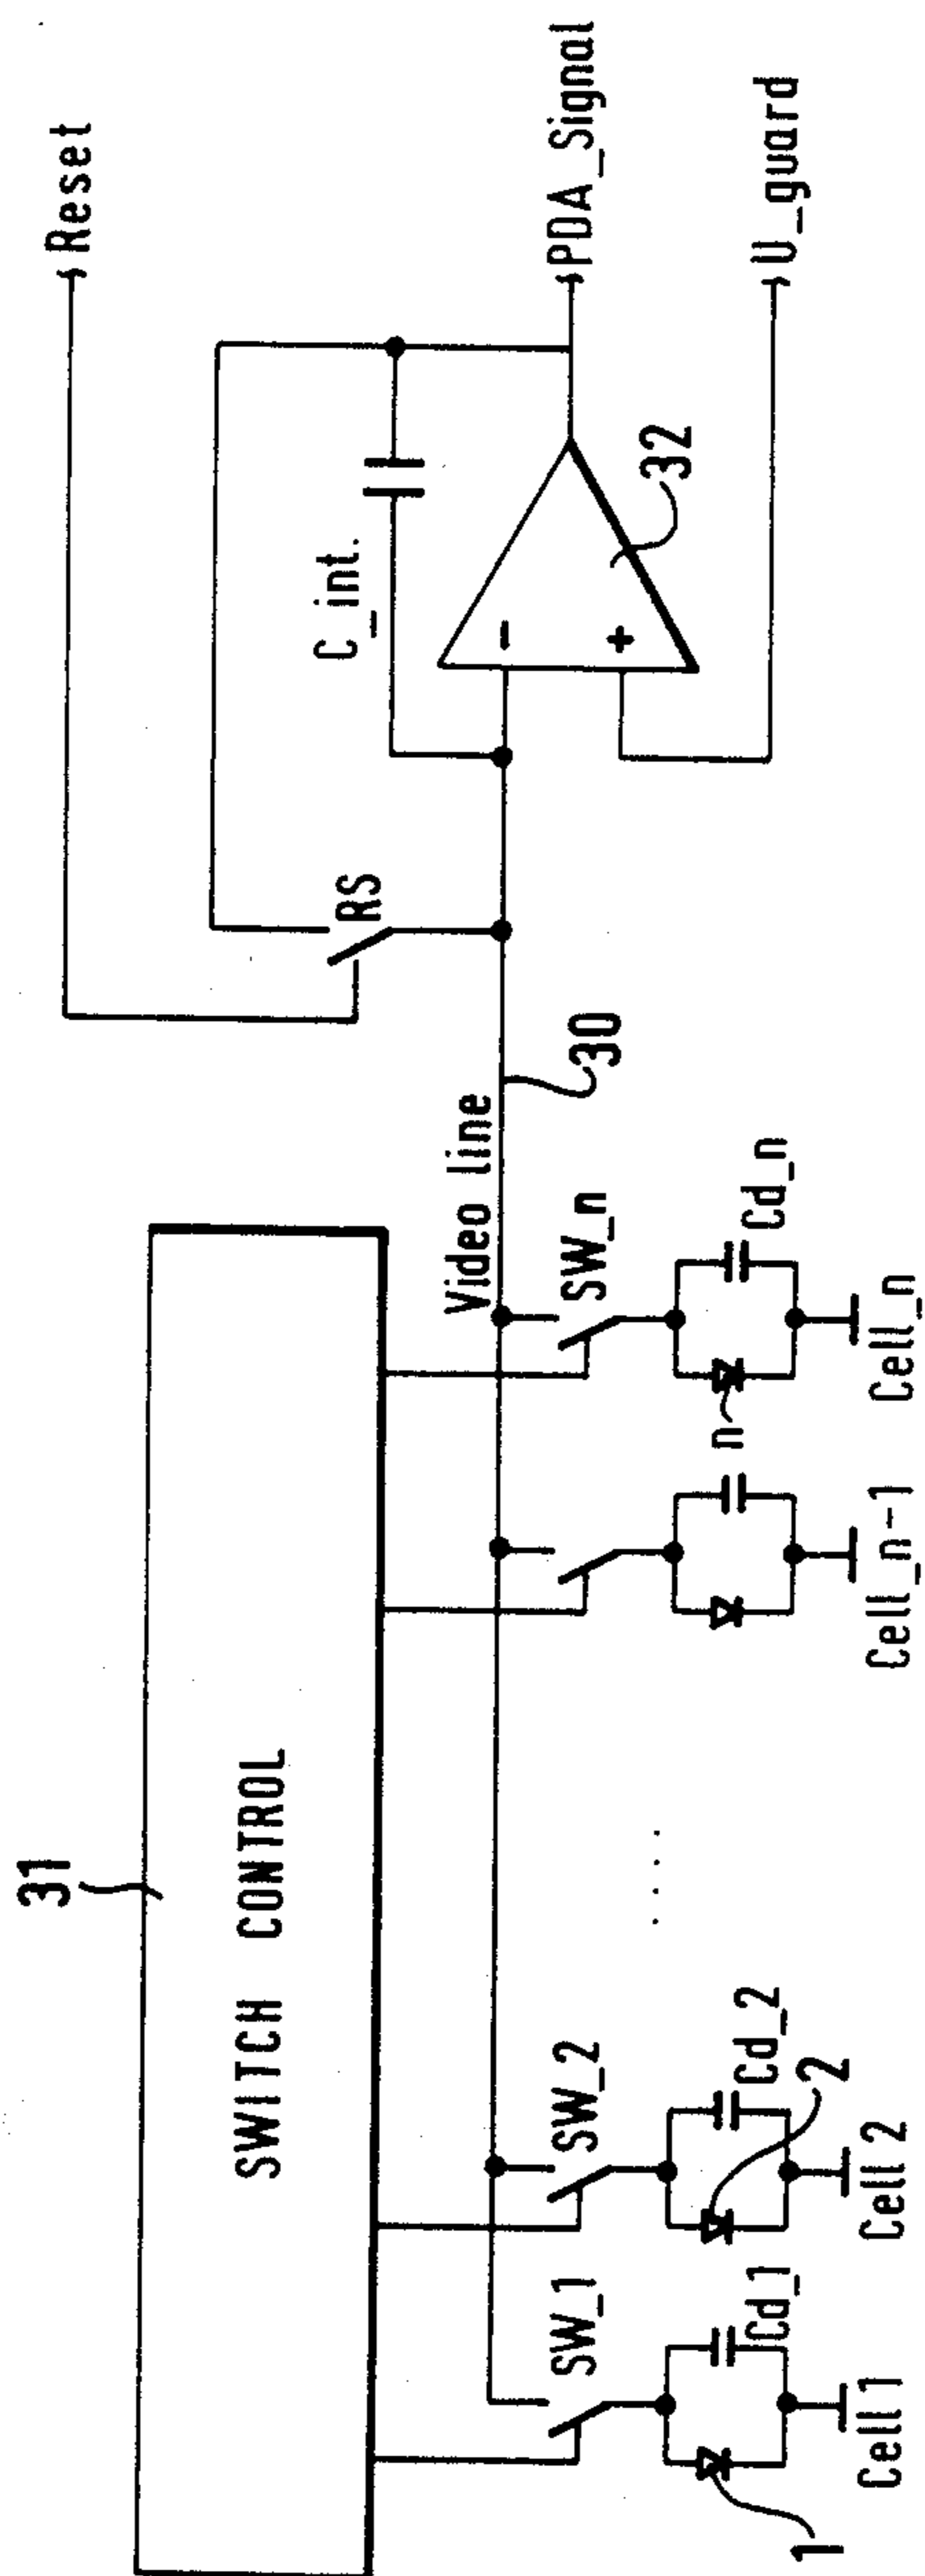 Reset
PDA_Signal
U_guard
C_int.
-
+
32
RS
30
Video line
31
SWITCH CONTROL
SW_1
SW_2
SW_n
Cd_1
Cd_2
Cd_n
1
2
n
Cell 1
Cell 2
....
Cell_n-1
Cell_n